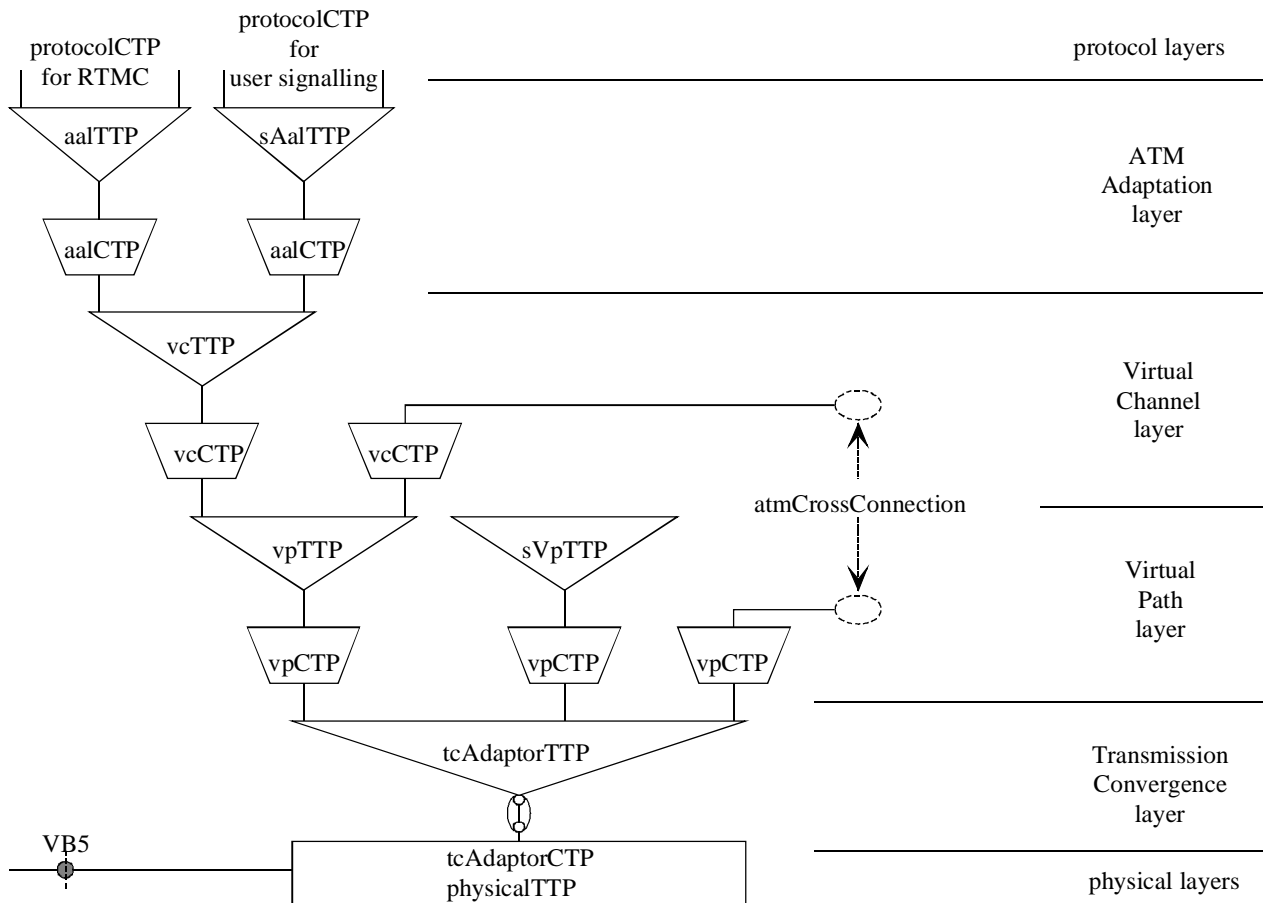 protocolCTP
for RTMC
protocolCTP
for
user signalling
protocol layers
aalTTP
sAalTTP
ATM
Adaptation
layer
aalCTP
aalCTP
vcTTP
Virtual
Channel
layer
vcCTP
vcCTP
atmCrossConnection
vpTTP
sVpTTP
Virtual
Path
layer
vpCTP
vpCTP
vpCTP
tcAdaptorTTP
Transmission
Convergence
layer
VB5
tcAdaptorCTP
physicalTTP
physical layers